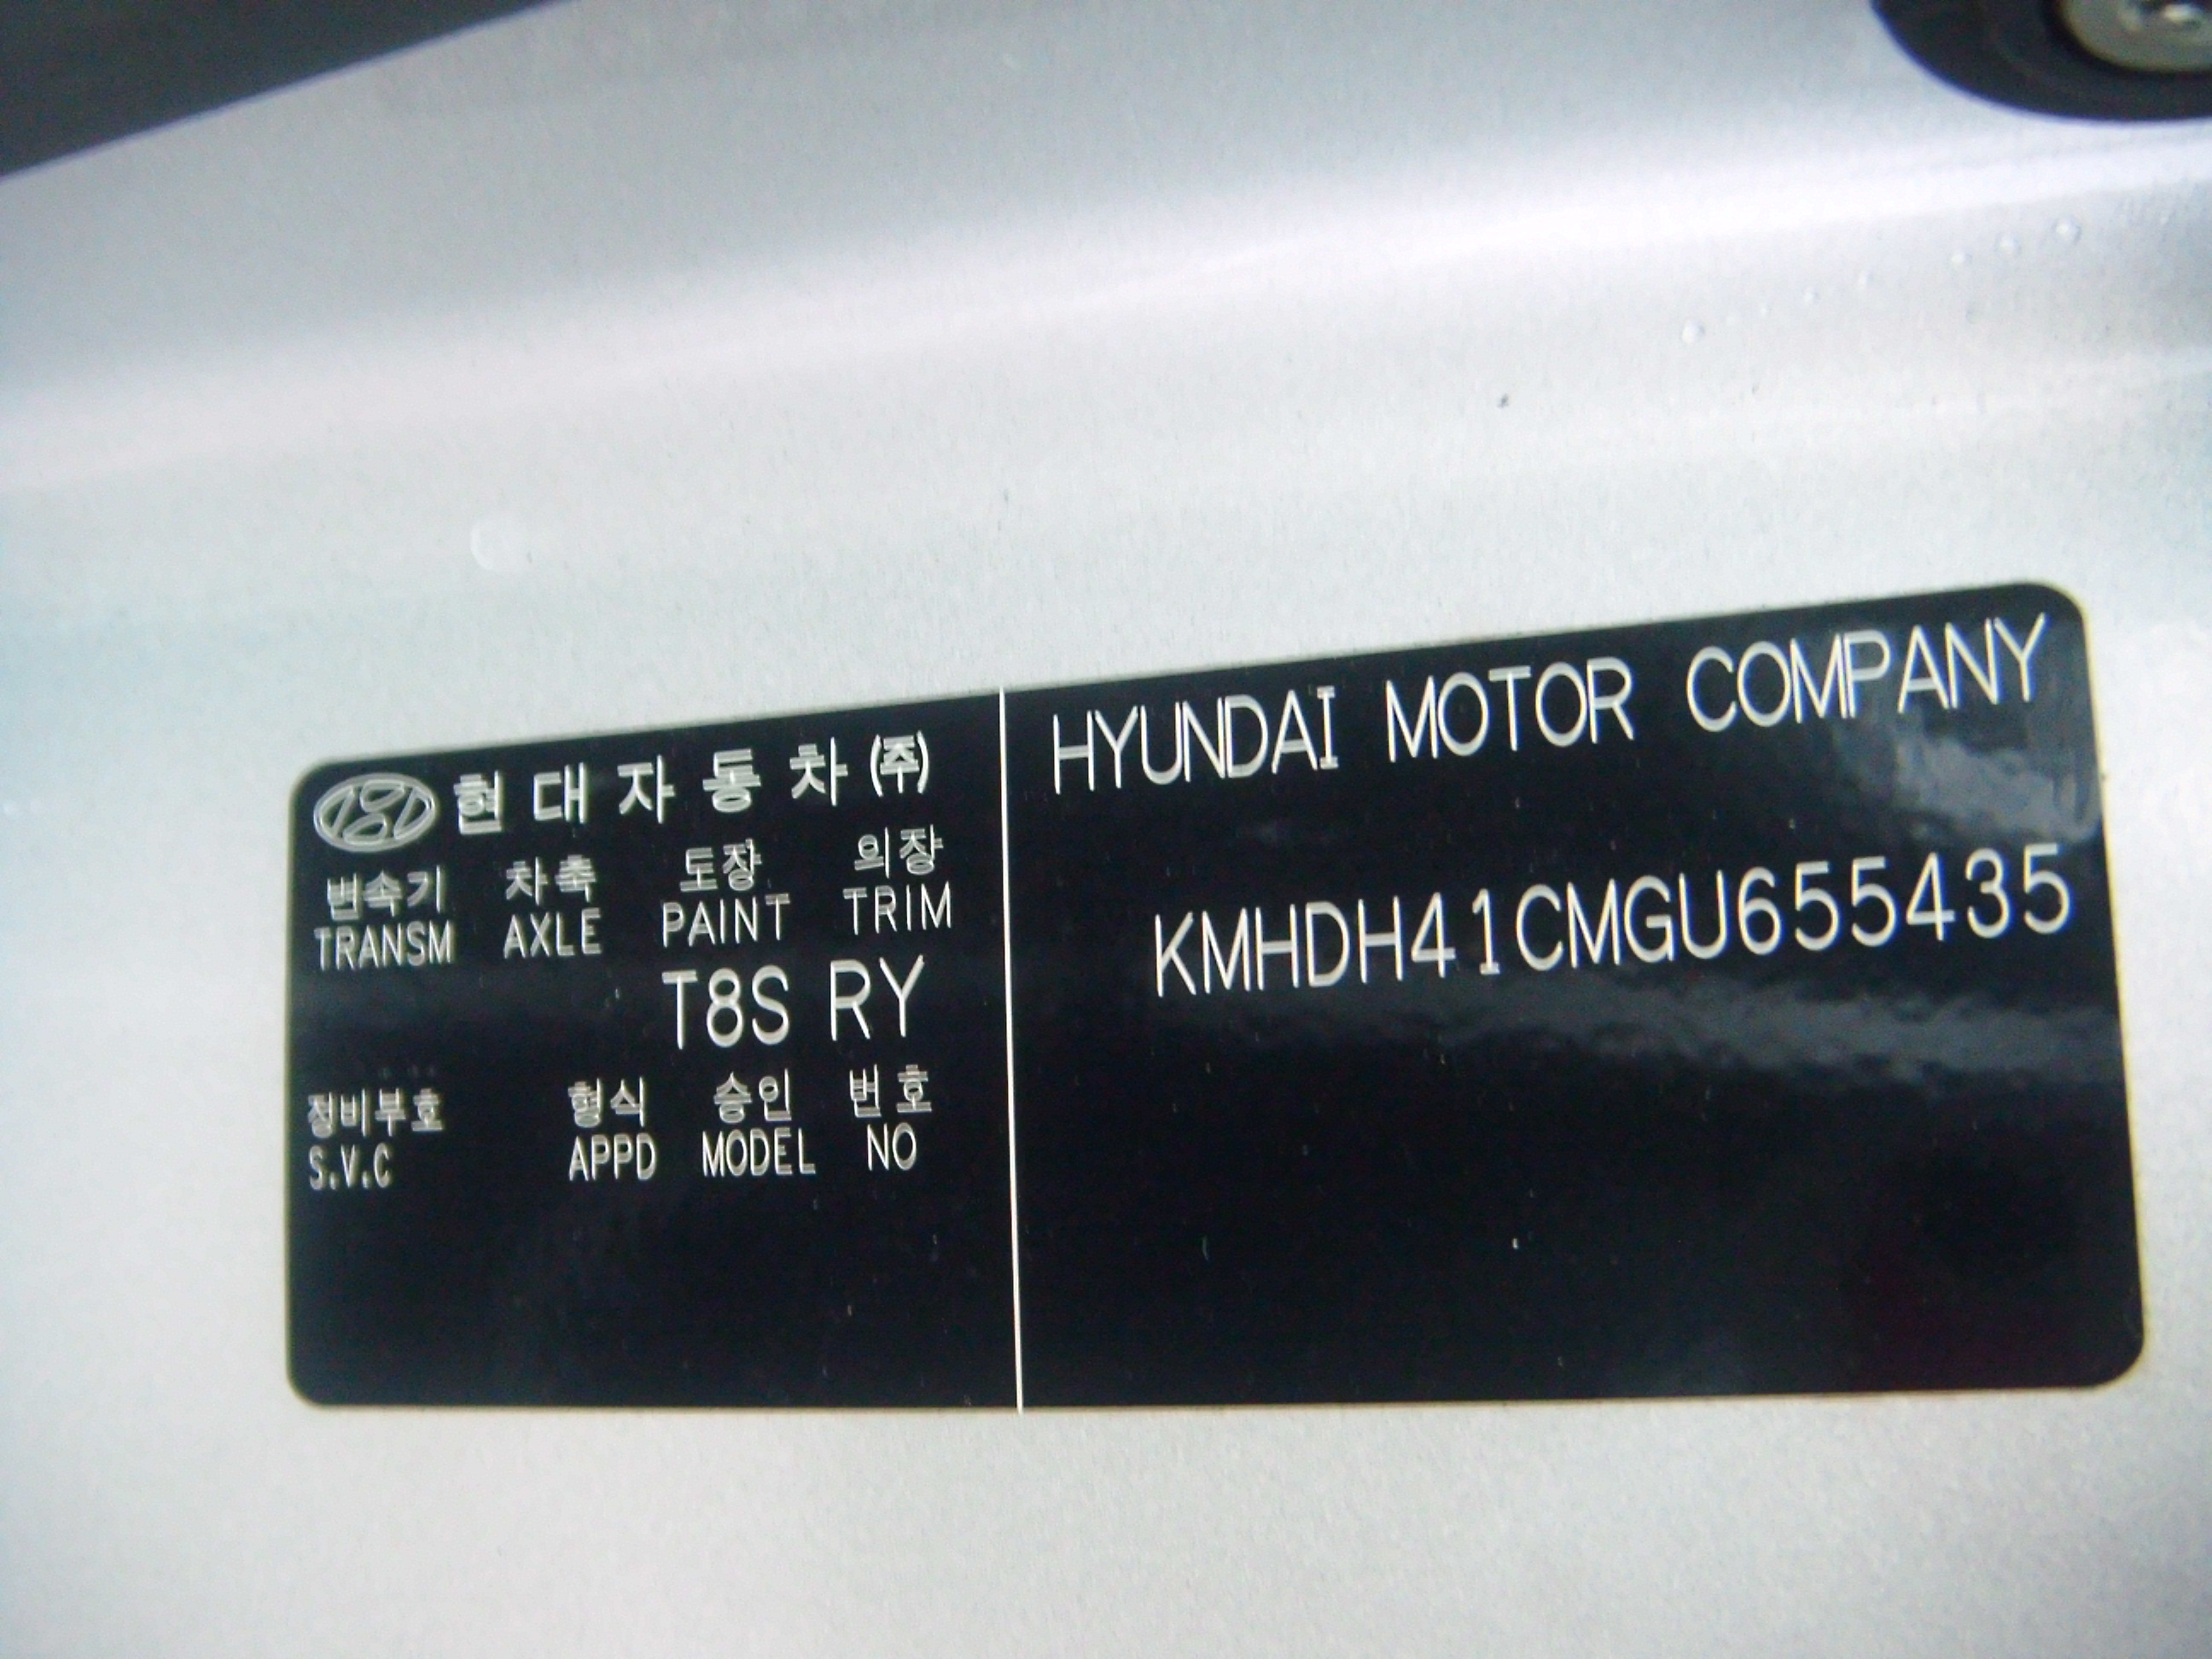 현대자동차(주)
변속기 차축 도장 의장
TRANSM AXLE PAINT TRIM
T8S RY
정비부호 형식 승인 번호
S.V.C APPD MODEL NO
HYUNDAI MOTOR COMPANY
KMHDH41CMGU655435